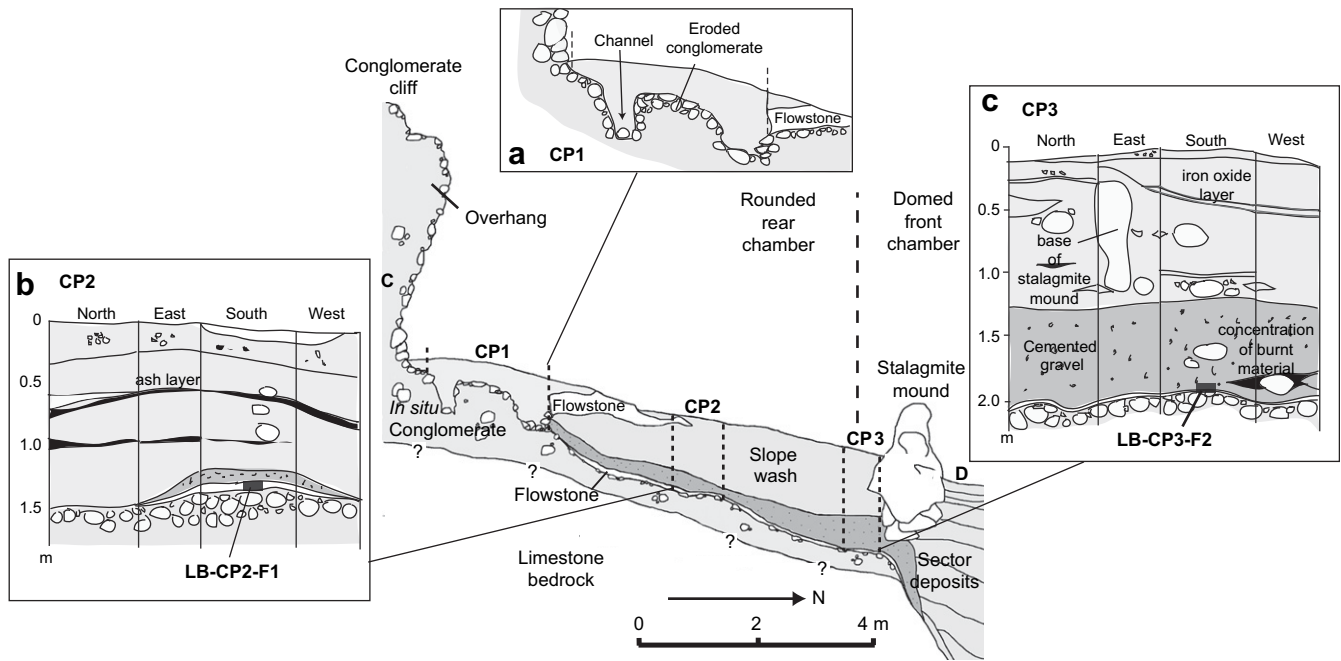 Channel
Eroded
conglomerate
Flowstone
a CP1
Conglomerate
cliff
Overhang
C
Rounded
rear
chamber
Domed
front
chamber
c CP3
North East South West
0
0.5
1.0
1.5
2.0
m
iron oxide
layer
base
of
stalagmite
mound
Cemented
gravel
concentration
of burnt
material
LB-CP3-F2
b CP2
North East South West
0
0.5
1.0
1.5
m
ash layer
LB-CP2-F1
CP1
In situ
Conglomerate
?
?
?
?
Flowstone
Flowstone
CP2
Slope
wash
CP3
Stalagmite
mound
D
Sector
deposits
Limestone
bedrock
N
0 2 4 m